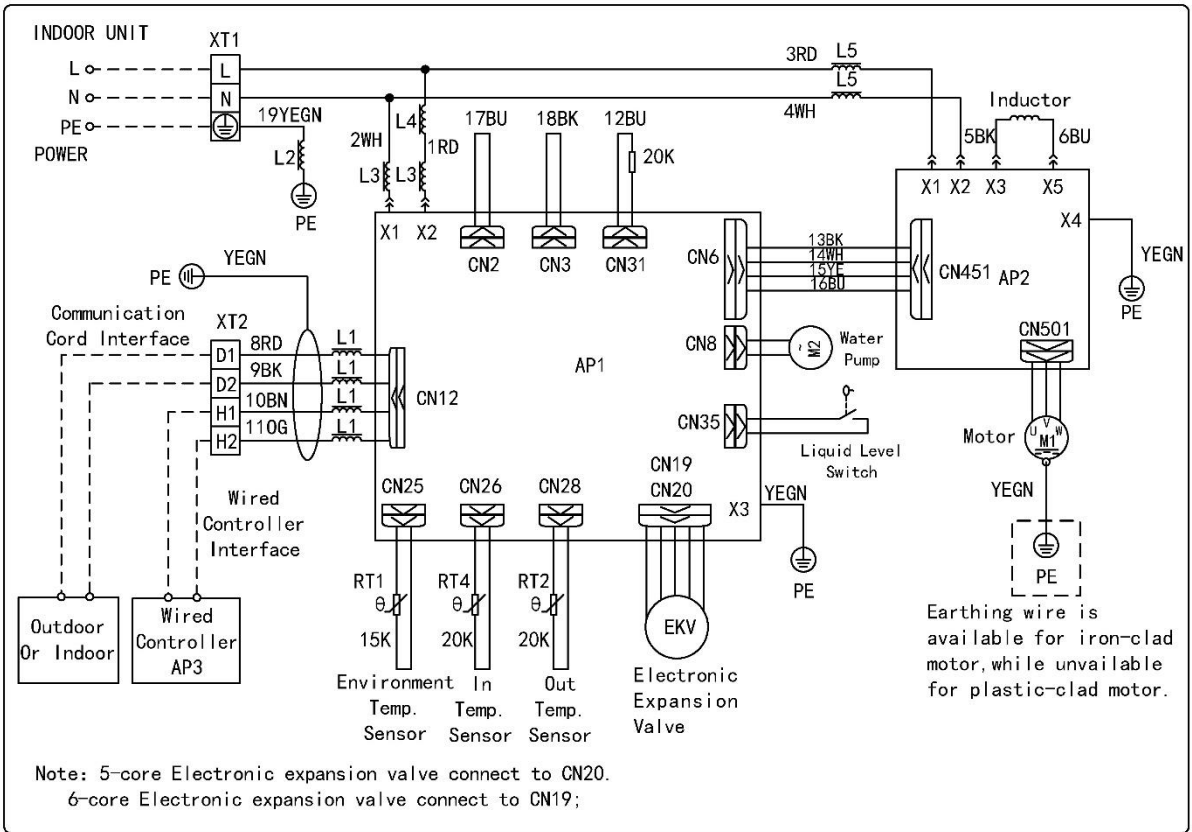 INDOOR UNIT
XT1
L
L
N
N
PE
POWER
19YEGN
L2
PE
2WH
L4
1RD
L3
L3
17BU
18BK
12BU
20K
3RD
L5
L5
4WH
Inductor
5BK
6BU
X1
X2
CN2
CN3
CN31
X1
X2
X3
X5
X4
YEGN
PE
YEGN
PE
CN6
13BK
14WH
15YE
16BU
CN451
AP2
Communication
Cord Interface
XT2
8RD
L1
D1
9BK
L1
D2
10BN
L1
H1
11OG
L1
H2
CN12
AP1
CN8
~
M2
Water
Pump
CN501
CN35
Liquid Level
Switch
Motor
U
V
W
M1
YEGN
PE
Wired
Controller
Interface
CN25
CN26
CN28
CN19
CN20
X3
YEGN
PE
RT1
θ
15K
RT4
θ
20K
RT2
θ
20K
EKV
Outdoor
Or Indoor
Wired
Controller
AP3
Environment
Temp.
Sensor
In
Temp.
Sensor
Out
Temp.
Sensor
Electronic
Expansion
Valve
Earthing wire is
available for iron-clad
motor,while unvailable
for plastic-clad motor.
Note: 5-core Electronic expansion valve connect to CN20.
6-core Electronic expansion valve connect to CN19;